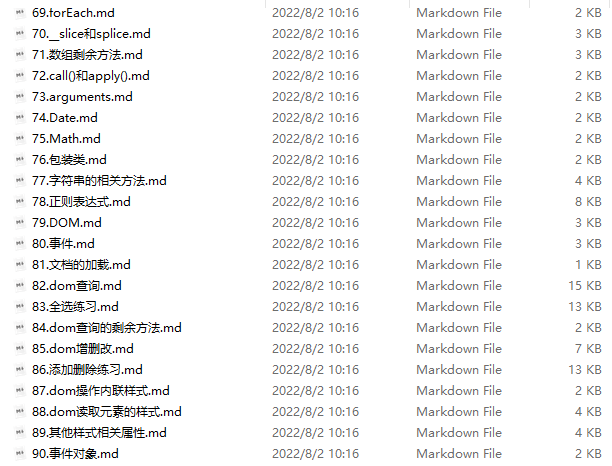 69.forEach.md 2022/8/2 10:16 Markdown File 2 KB
70.__slice和splice.md 2022/8/2 10:16 Markdown File 3 KB
71.数组剩余方法.md 2022/8/2 10:16 Markdown File 3 KB
72.call()和apply().md 2022/8/2 10:16 Markdown File 2 KB
73.arguments.md 2022/8/2 10:16 Markdown File 2 KB
74.Date.md 2022/8/2 10:16 Markdown File 2 KB
75.Math.md 2022/8/2 10:16 Markdown File 2 KB
76.包装类.md 2022/8/2 10:16 Markdown File 2 KB
77.字符串的相关方法.md 2022/8/2 10:16 Markdown File 4 KB
78.正则表达式.md 2022/8/2 10:16 Markdown File 8 KB
79.DOM.md 2022/8/2 10:16 Markdown File 3 KB
80.事件.md 2022/8/2 10:16 Markdown File 3 KB
81.文档的加载.md 2022/8/2 10:16 Markdown File 1 KB
82.dom查询.md 2022/8/2 10:16 Markdown File 15 KB
83.全选练习.md 2022/8/2 10:16 Markdown File 13 KB
84.dom查询的剩余方法.md 2022/8/2 10:16 Markdown File 2 KB
85.dom增删改.md 2022/8/2 10:16 Markdown File 7 KB
86.添加删除练习.md 2022/8/2 10:16 Markdown File 13 KB
87.dom操作内联样式.md 2022/8/2 10:16 Markdown File 2 KB
88.dom读取元素的样式.md 2022/8/2 10:16 Markdown File 4 KB
89.其他样式相关属性.md 2022/8/2 10:16 Markdown File 4 KB
90.事件对象.md 2022/8/2 10:16 Markdown File 2 KB